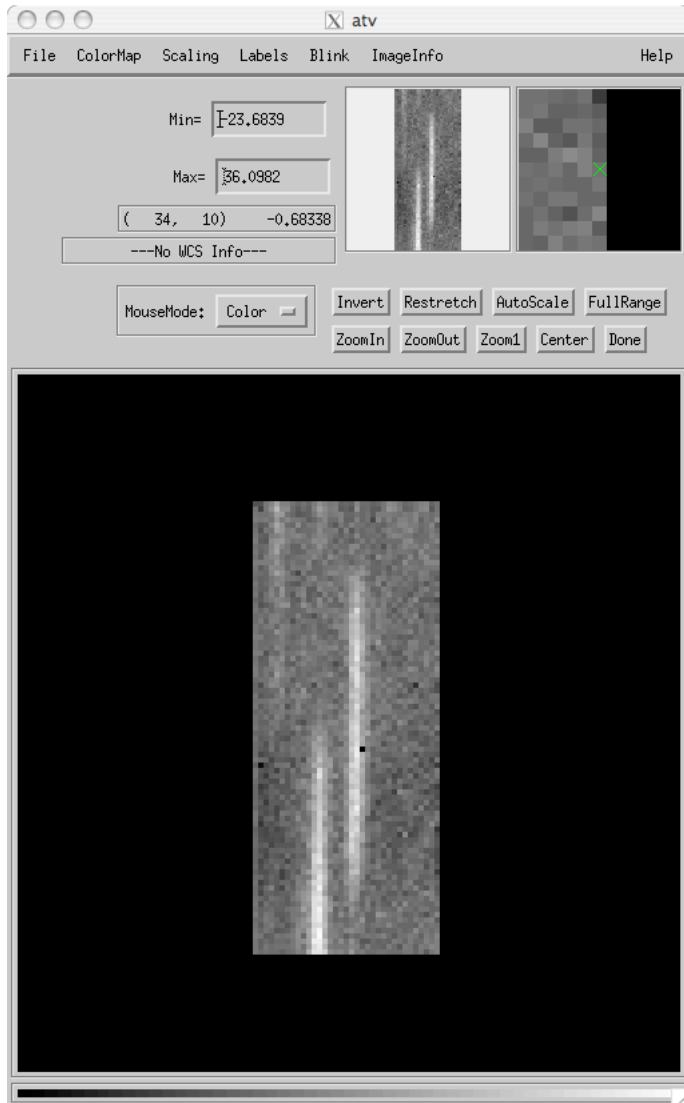 X atv
File ColorMap Scaling Labels Blink ImageInfo Help
Min= -23.6839
Max= 36.0982
( 34, 10) -0.68338
---No WCS Info---
MouseMode: Color
Invert Restretch AutoScale FullRange
ZoomIn ZoomOut Zoom1 Center Done